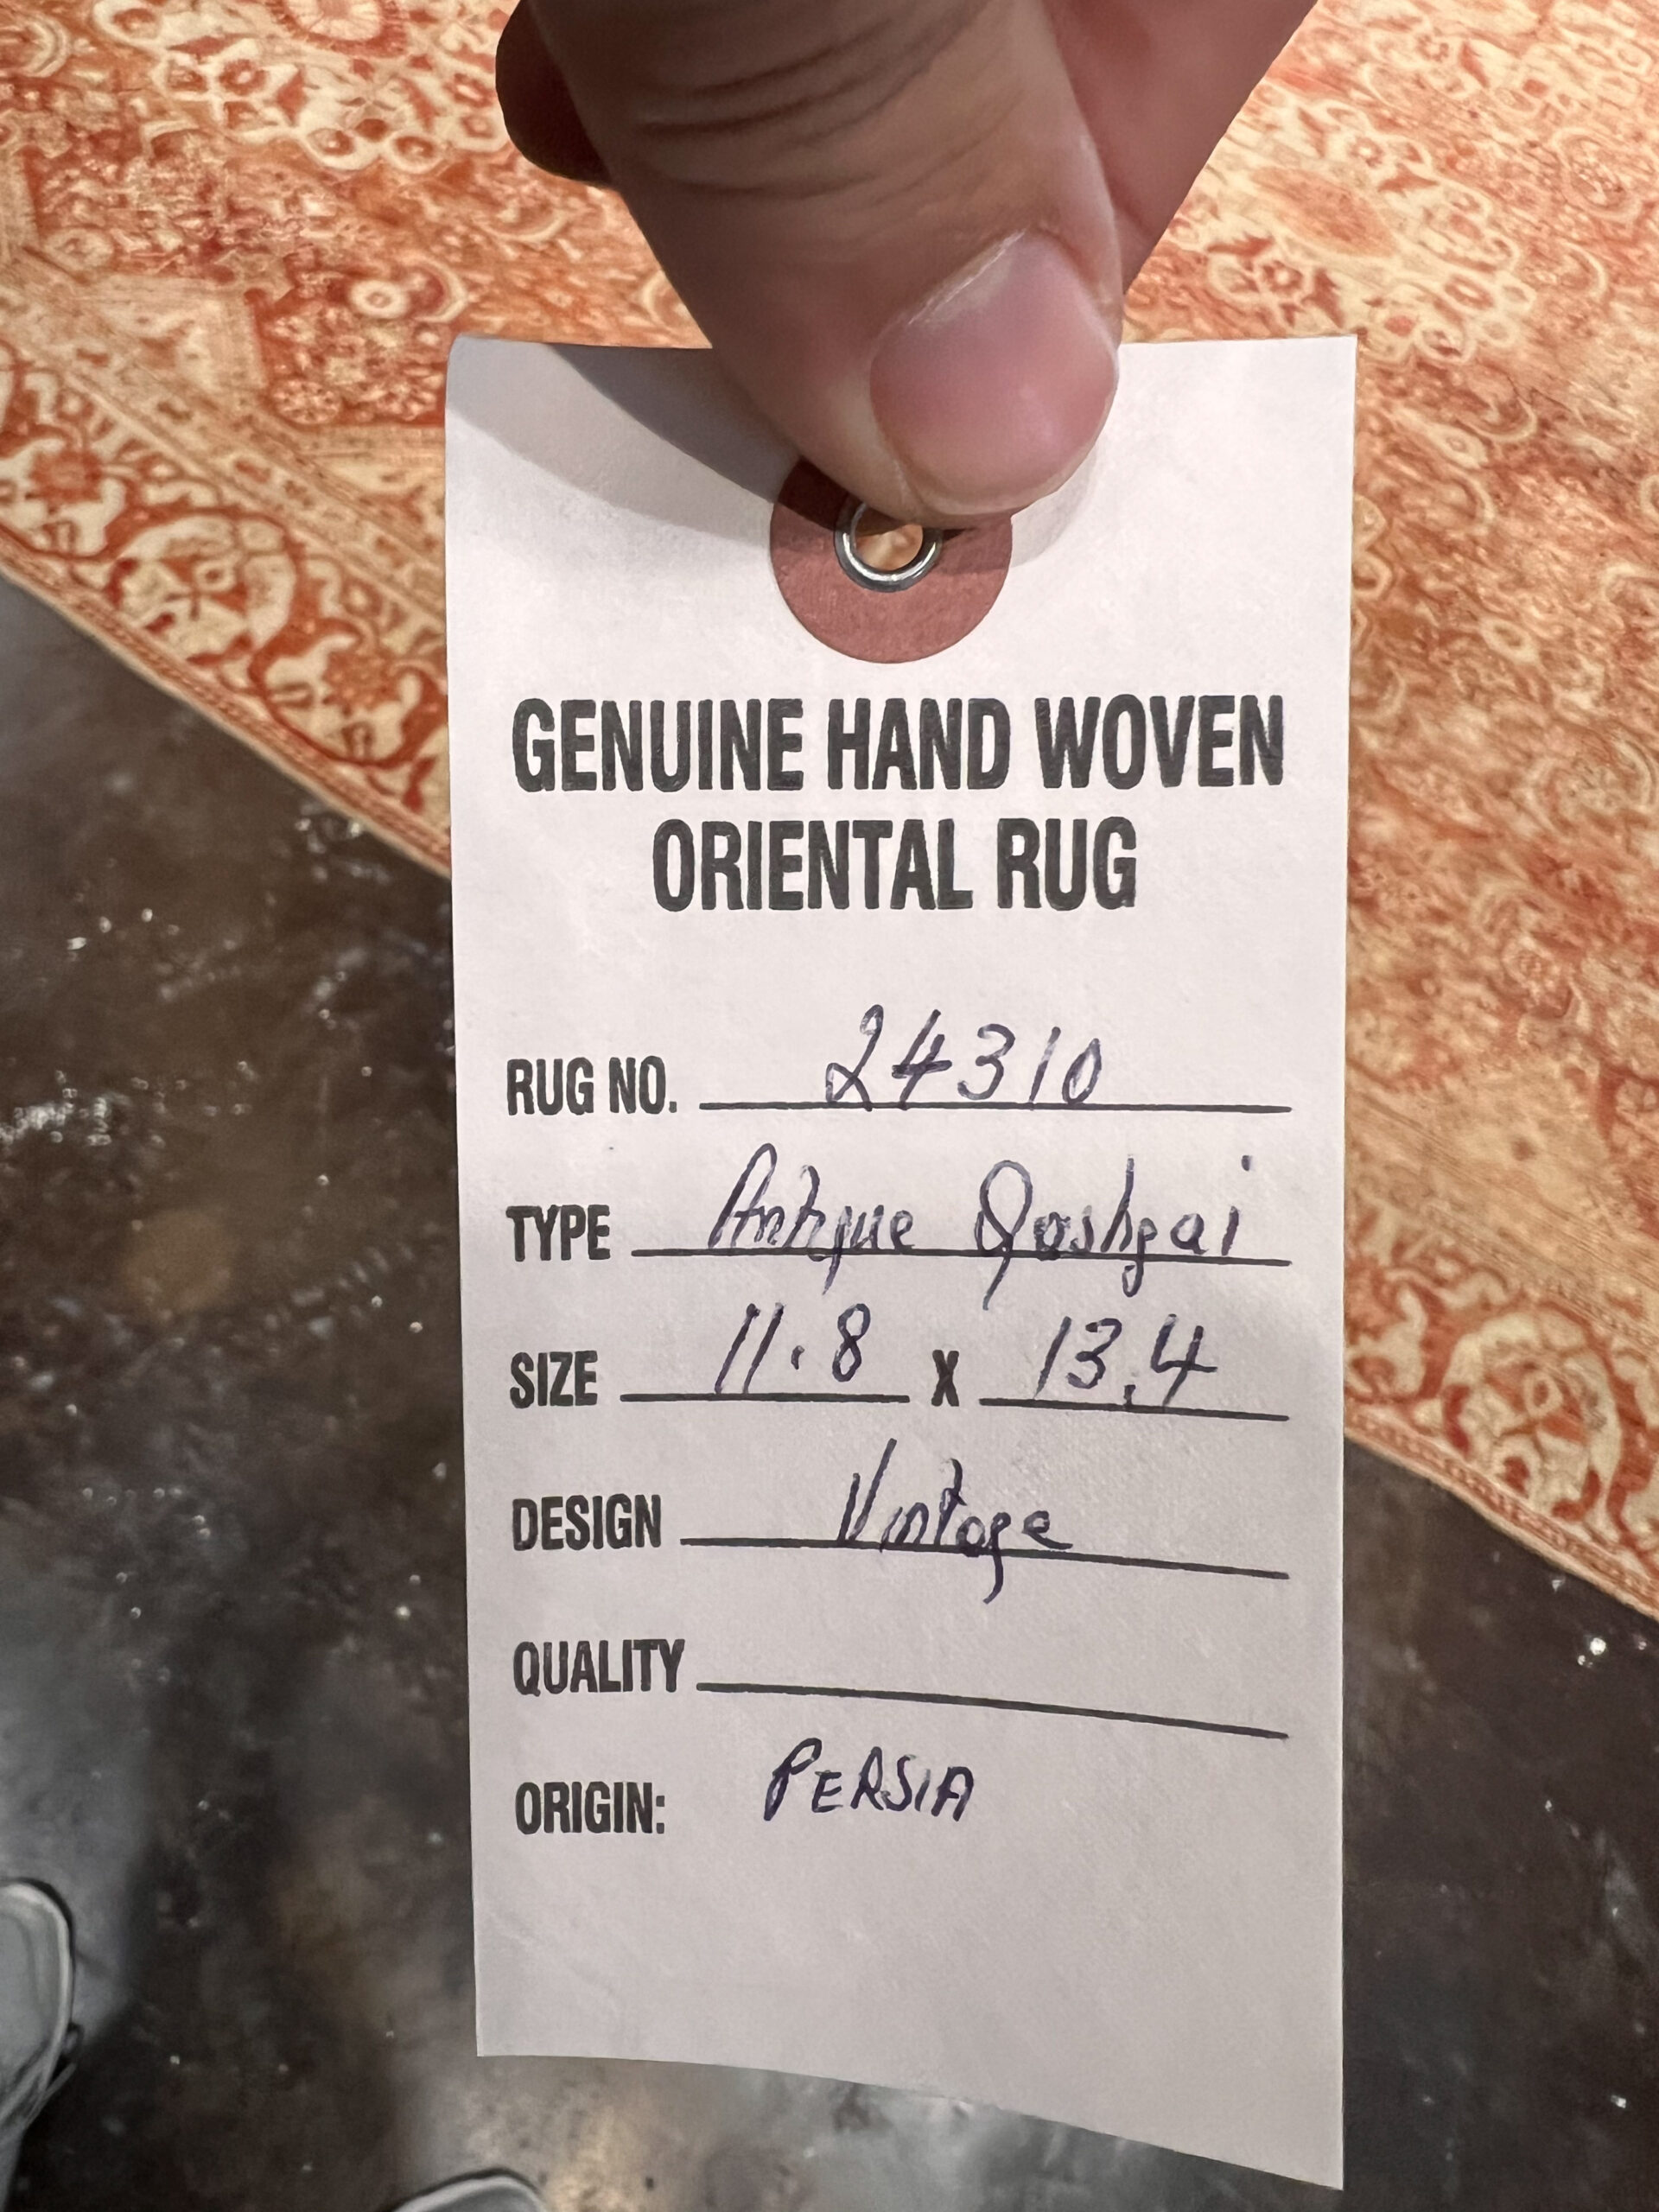 GENUINE HAND WOVEN
ORIENTAL RUG
RUG NO. 24310
TYPE Antique Qashgai
SIZE 11.8 X 13.4
DESIGN Vintage
QUALITY
ORIGIN: PERSIA